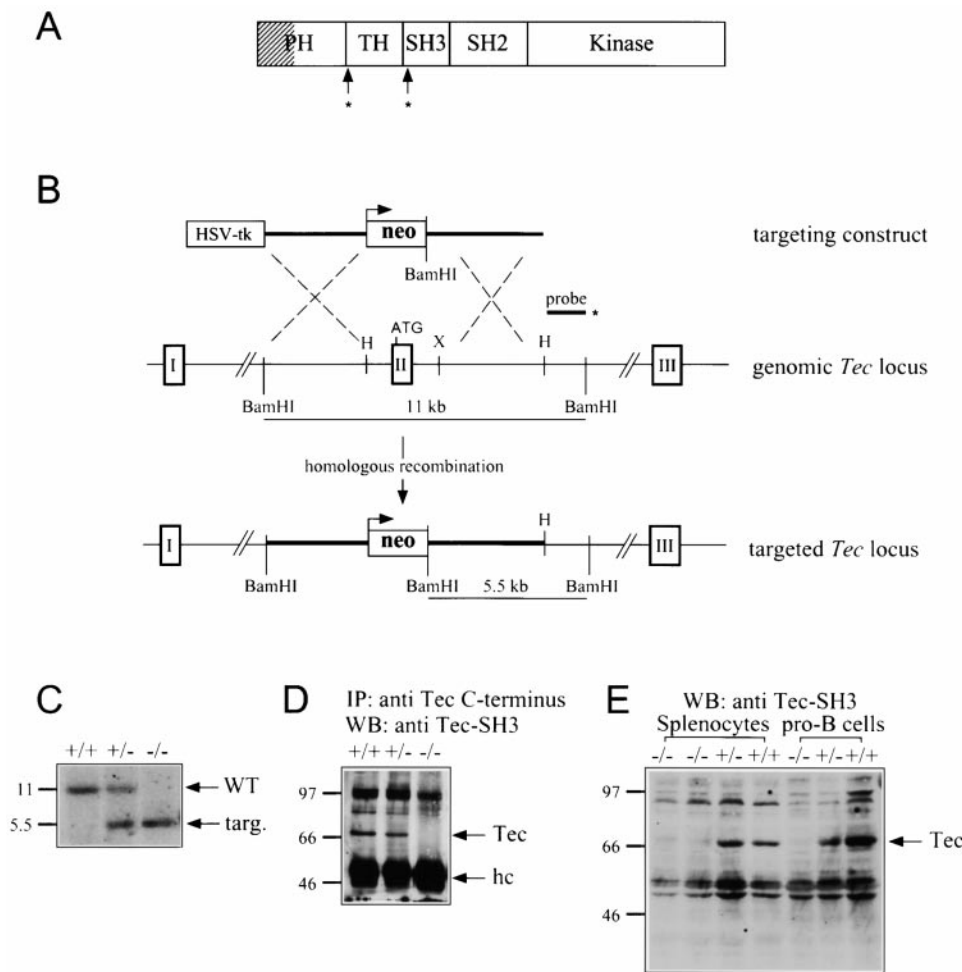 A
PH TH SH3 SH2 Kinase
* *
B
HSV-tk neo targeting construct
BamHI
probe *
ATG
H X H
I II III genomic Tec locus
BamHI 11 kb BamHI
homologous recombination
H
I neo III targeted Tec locus
BamHI BamHI 5.5 kb BamHI
C
+/+ +/- -/-
11 WT
5.5 targ.
D
IP: anti Tec C-terminus
WB: anti Tec-SH3
+/+ +/- -/-
97
66 Tec
46 hc
E
WB: anti Tec-SH3
Splenocytes pro-B cells
-/- -/- +/- +/+ -/- +/- +/+
97
66 Tec
46